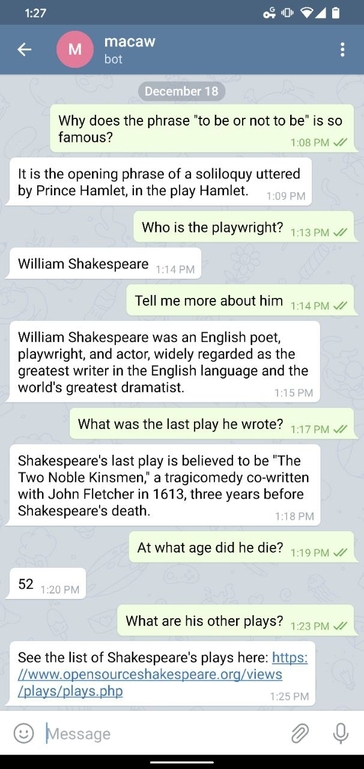 1:27
M
macaw
bot
December 18
Why does the phrase "to be or not to be" is so
famous?
1:08 PM
It is the opening phrase of a soliloquy uttered
by Prince Hamlet, in the play Hamlet.
1:09 PM
Who is the playwright?
1:13 PM
William Shakespeare
1:14 PM
Tell me more about him
1:14 PM
William Shakespeare was an English poet,
playwright, and actor, widely regarded as the
greatest writer in the English language and the
world's greatest dramatist.
1:15 PM
What was the last play he wrote?
1:17 PM
Shakespeare's last play is believed to be "The
Two Noble Kinsmen," a tragicomedy co-written
with John Fletcher in 1613, three years before
Shakespeare's death.
1:18 PM
At what age did he die?
1:19 PM
52
1:20 PM
What are his other plays?
1:23 PM
See the list of Shakespeare's plays here: https:
//www.opensourceshakespeare.org/views
/plays/plays.php
1:25 PM
Message